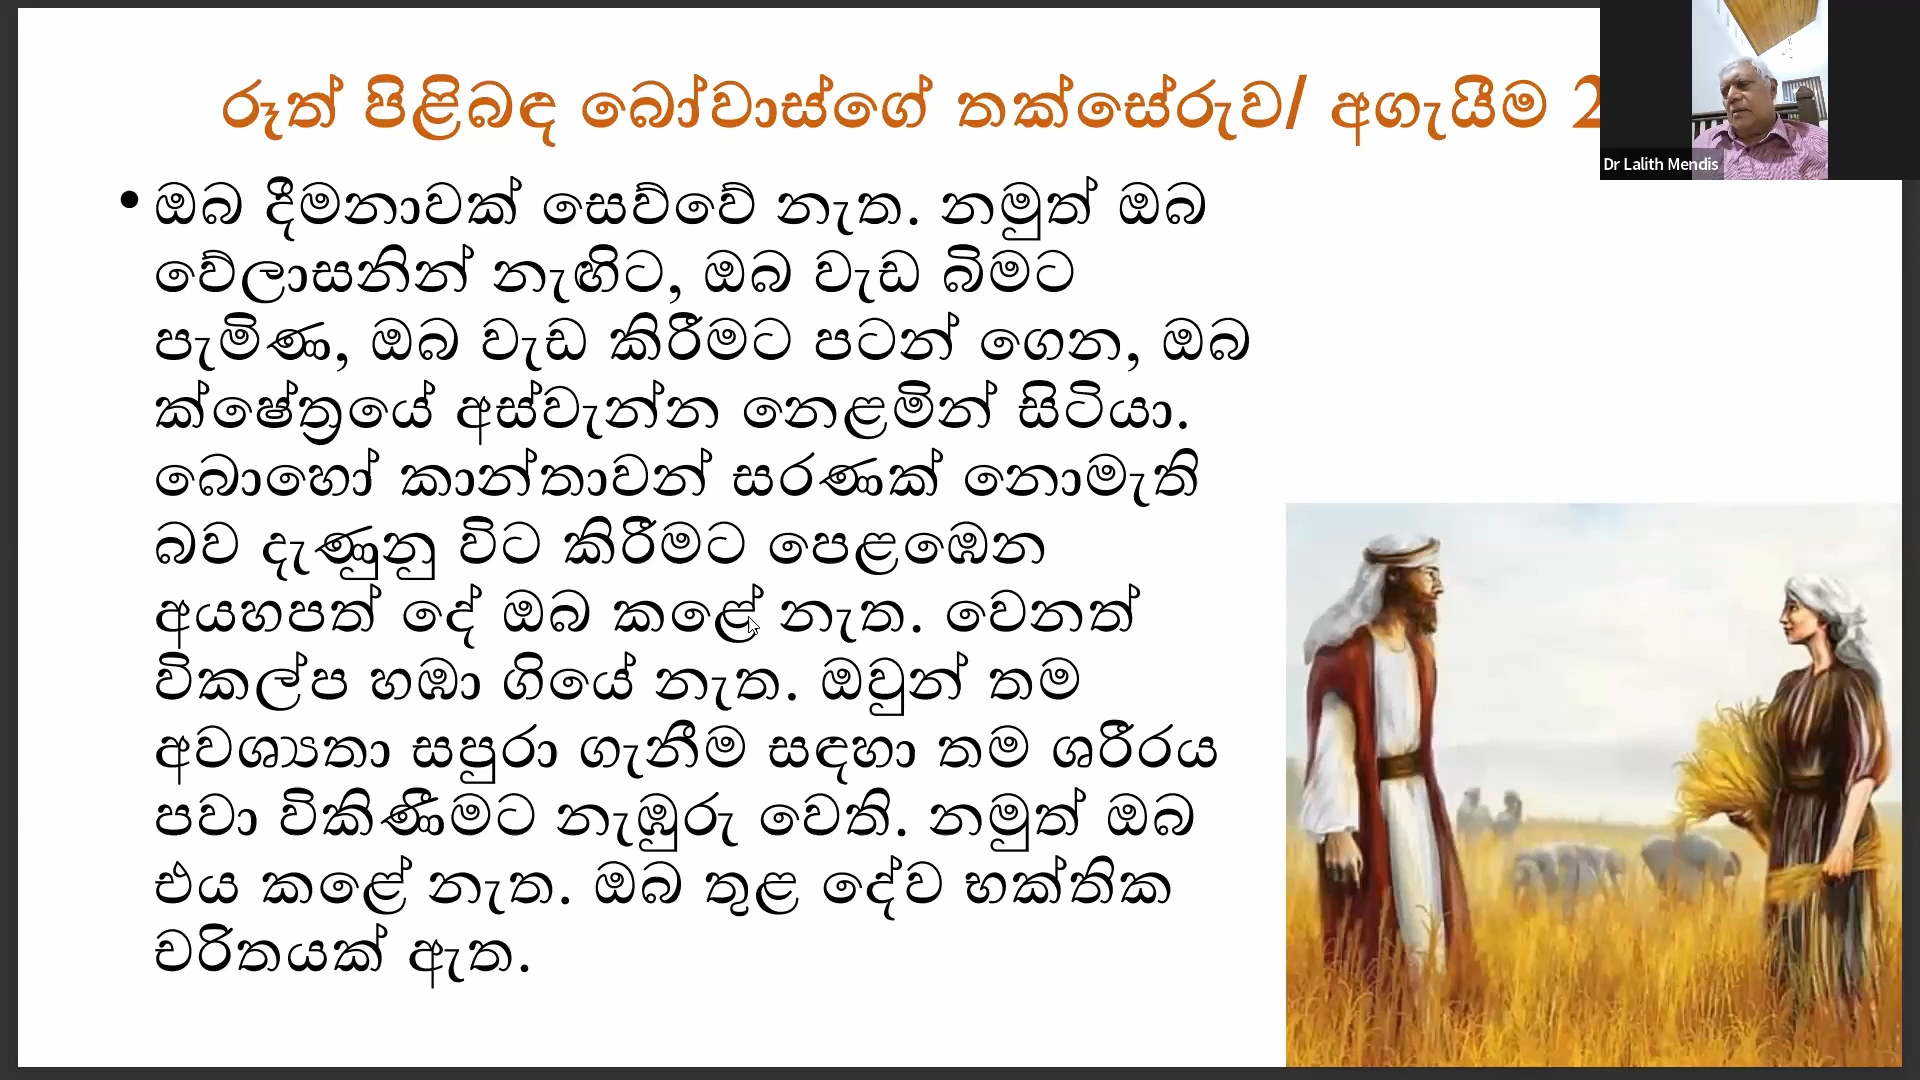 රූත් පිළිබඳ බෝවාස්ගේ තක්සේරුව/ අගැයීම 2
Dr Lalith Mendis
• ඔබ දීමනාවක් සෙව්වේ නැත. නමුත් ඔබ
වේලාසනින් නැඟිට, ඔබ වැඩ බිමට
පැමිණ, ඔබ වැඩ කිරීමට පටන් ගෙන, ඔබ
ක්ෂේත්‍රයේ අස්වැන්න නෙළමින් සිටියා.
බොහෝ කාන්තාවන් සරණක් නොමැති
බව දැණුනු විට කිරීමට පෙළඹෙන
අයහපත් දේ ඔබ කළේ නැත. වෙනත්
විකල්ප හඹා ගියේ නැත. ඔවුන් තම
අවශ්‍යතා සපුරා ගැනීම සඳහා තම ශරීරය
පවා විකිණීමට නැඹුරු වෙති. නමුත් ඔබ
එය කළේ නැත. ඔබ තුළ දේව භක්තික
චරිතයක් ඇත.